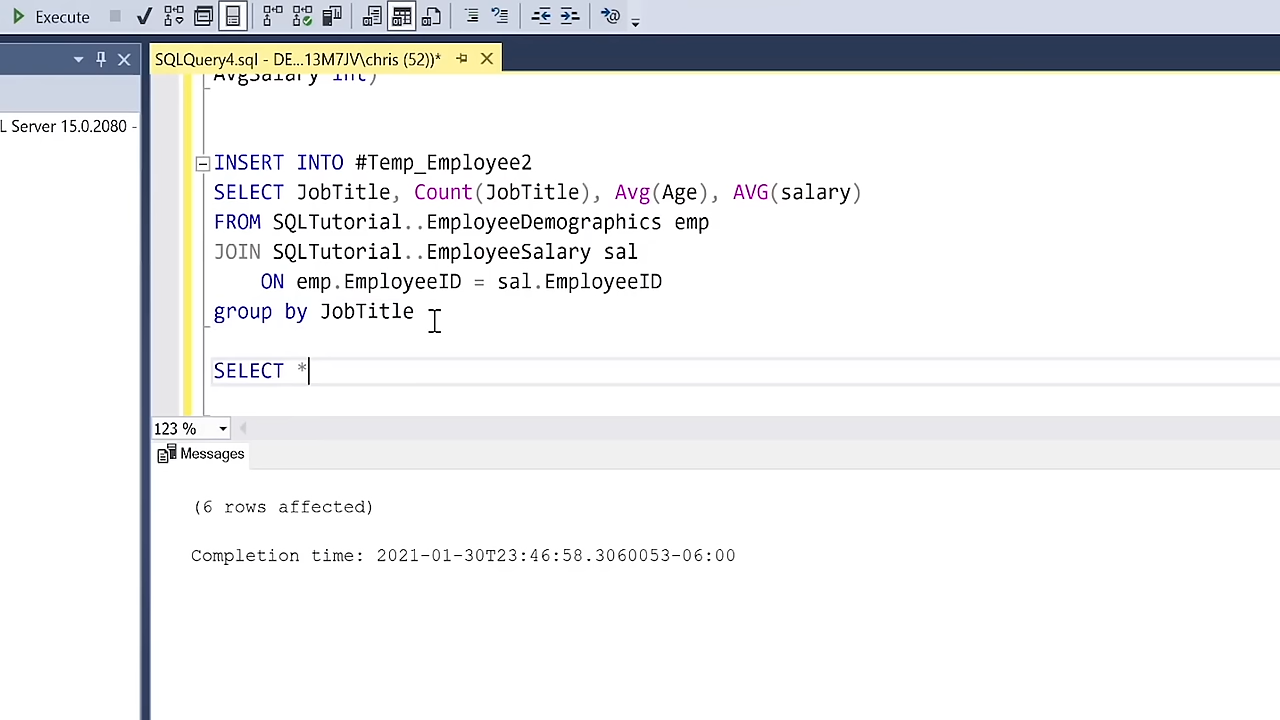 Execute
SQLQuery4.sql - DE...13M7JV\chris (52))*
AvgSalary int)
L Server 15.0.2080 -
INSERT INTO #Temp_Employee2
SELECT JobTitle, Count(JobTitle), Avg(Age), AVG(salary)
FROM SQLTutorial..EmployeeDemographics emp
JOIN SQLTutorial..EmployeeSalary sal
ON emp.EmployeeID = sal.EmployeeID
group by JobTitle
SELECT *
123 %
Messages
(6 rows affected)
Completion time: 2021-01-30T23:46:58.3060053-06:00